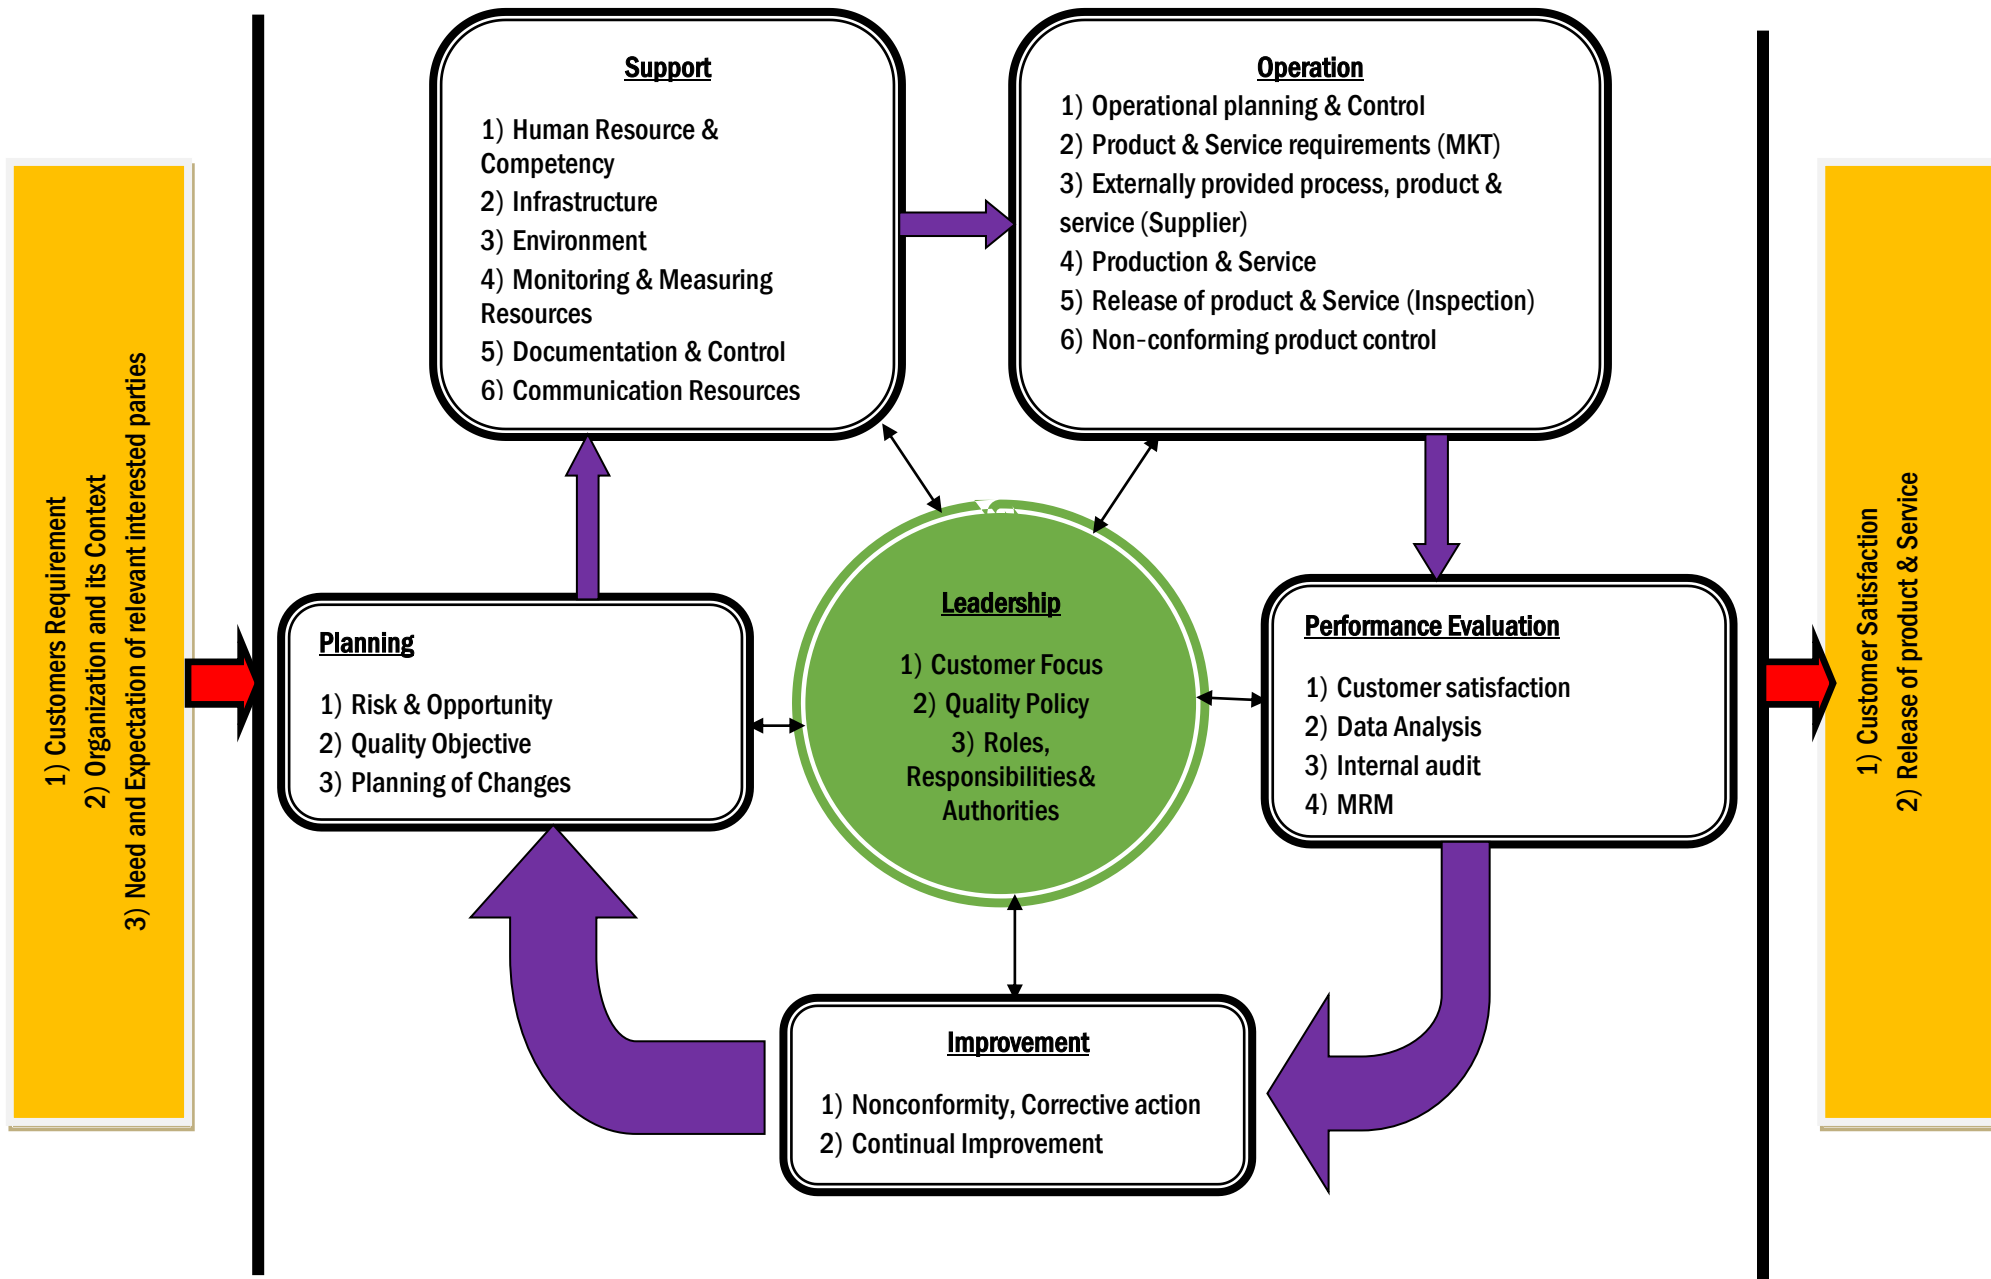 1) Customers Requirement
2) Organization and its Context
3) Need and Expectation of relevant interested parties
Support
1) Human Resource &
Competency
2) Infrastructure
3) Environment
4) Monitoring & Measuring
Resources
5) Documentation & Control
6) Communication Resources
Operation
1) Operational planning & Control
2) Product & Service requirements (MKT)
3) Externally provided process, product &
service (Supplier)
4) Production & Service
5) Release of product & Service (Inspection)
6) Non-conforming product control
Planning
1) Risk & Opportunity
2) Quality Objective
3) Planning of Changes
Leadership
1) Customer Focus
2) Quality Policy
3) Roles,
Responsibilities&
Authorities
Performance Evaluation
1) Customer satisfaction
2) Data Analysis
3) Internal audit
4) MRM
Improvement
1) Nonconformity, Corrective action
2) Continual Improvement
1) Customer Satisfaction
2) Release of product & Service